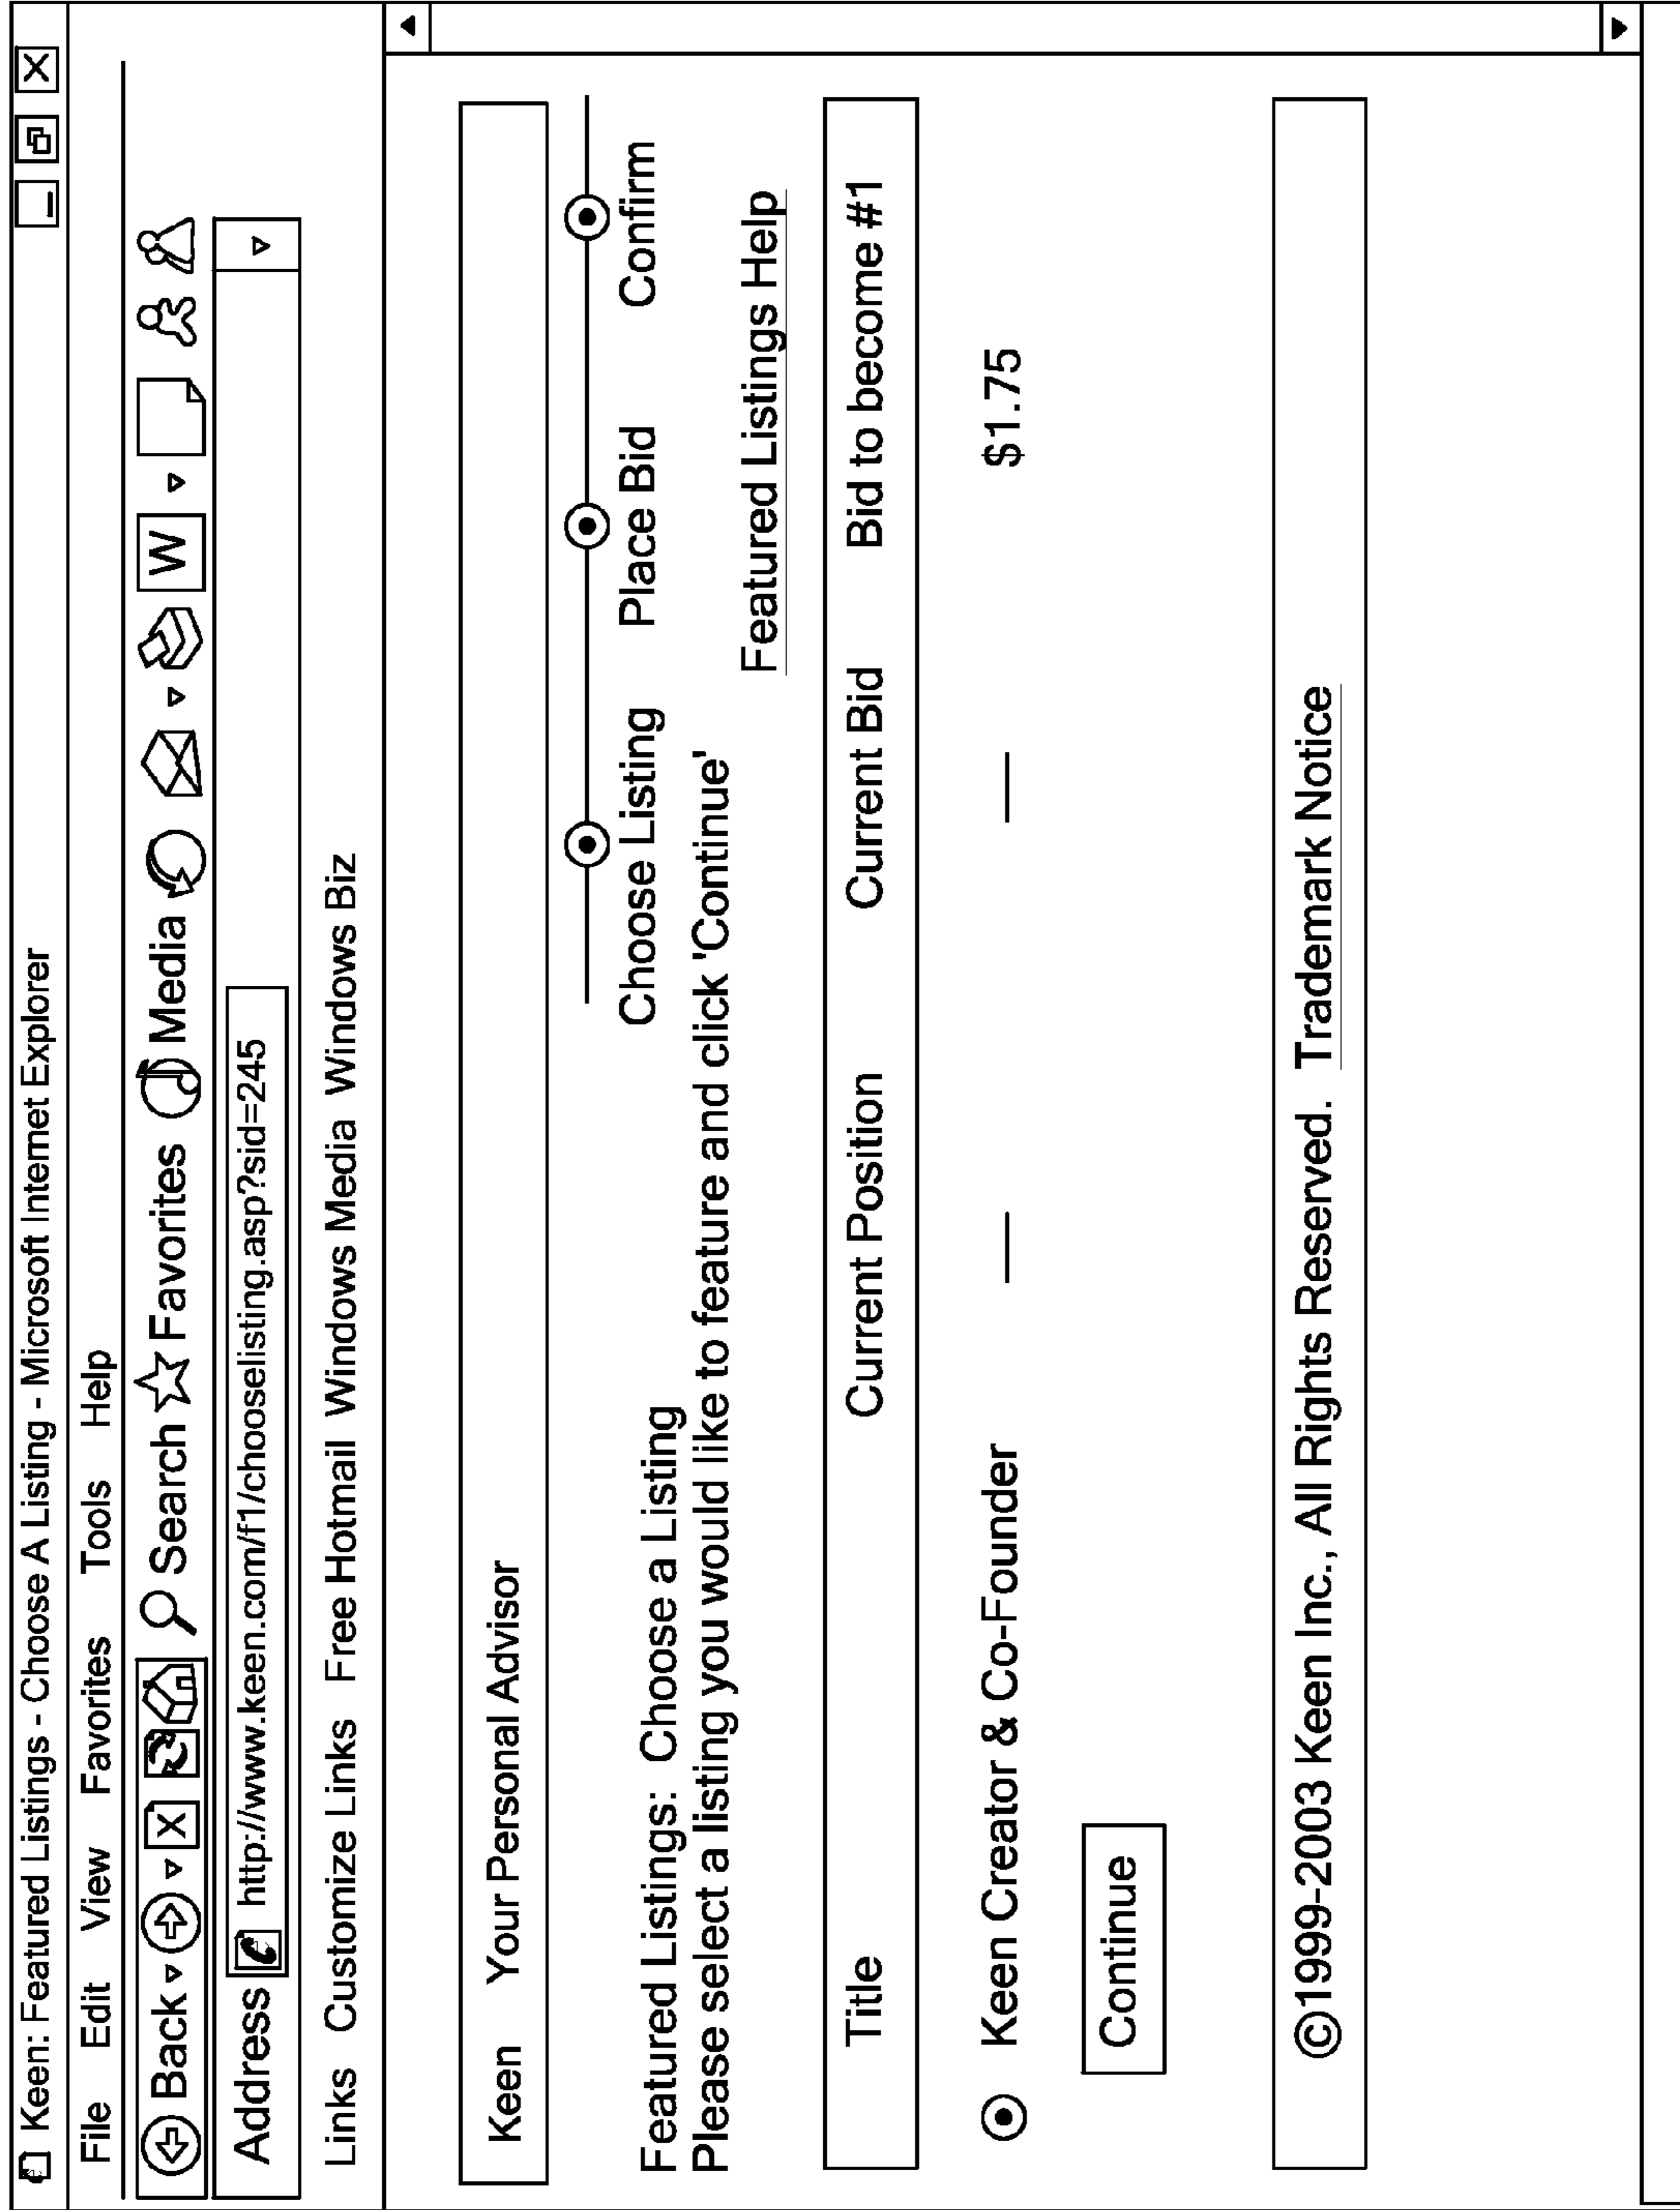 Keen: Featured Listings - Choose A Listing - Microsoft Internet Explorer
X
File Edit View Favorites Tools Help
Back X Search Favorites Media W
Address http://www.keen.com/f1/chooselisting.asp?sid=245
Links Customize Links Free Hotmail Windows Media Windows Biz
Keen Your Personal Advisor
Choose Listing Place Bid Confirm
Featured Listings: Choose a Listing
Please select a listing you would like to feature and click 'Continue'
Featured Listings Help
Title Current Position Current Bid Bid to become #1
Keen Creator & Co-Founder — — $1.75
Continue
©1999-2003 Keen Inc., All Rights Reserved. Trademark Notice